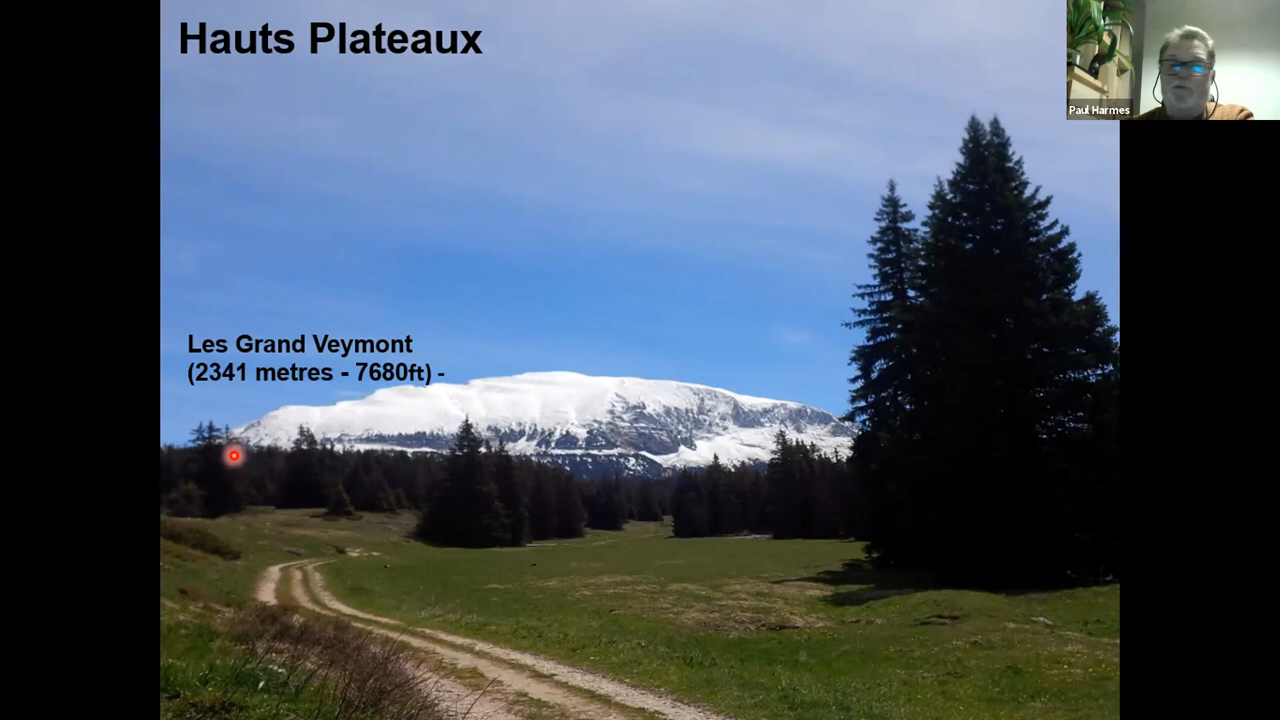 Hauts Plateaux
Paul Harmes
Les Grand Veymont
(2341 metres - 7680ft) -